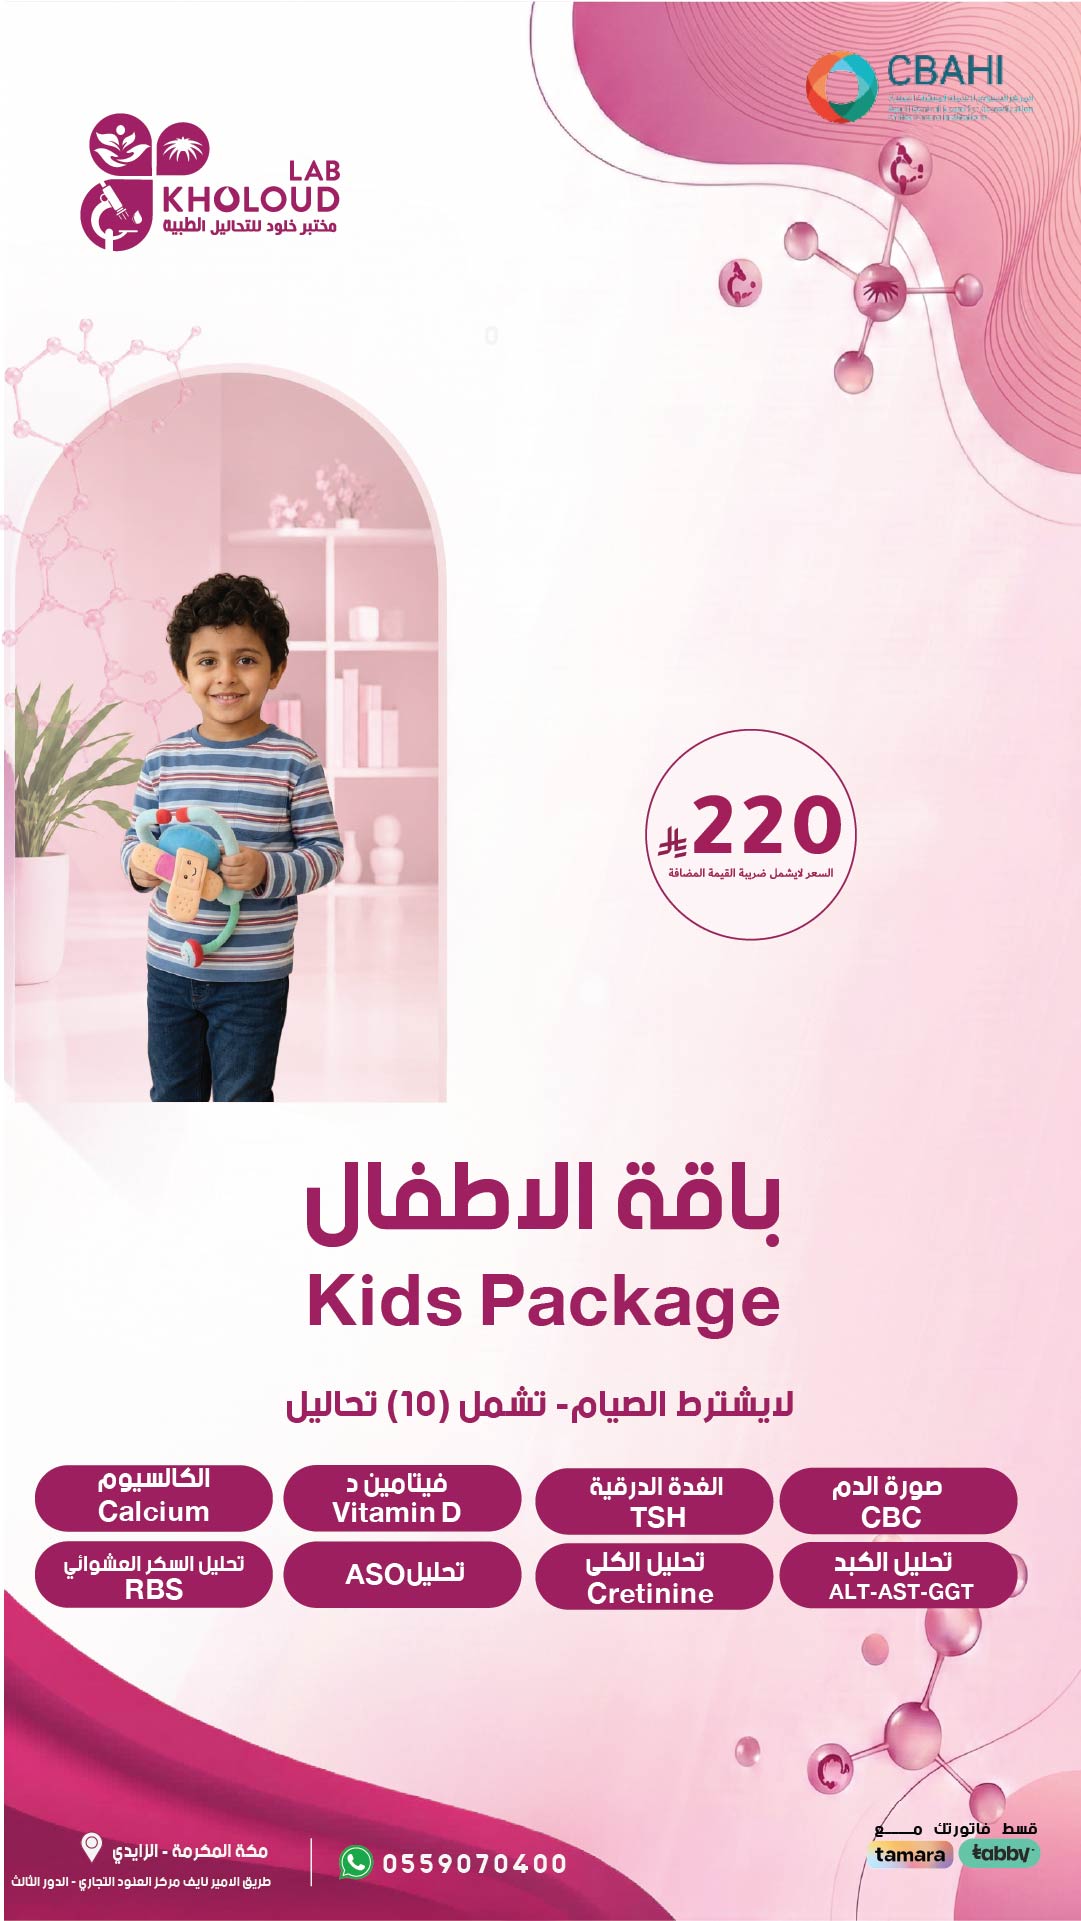 CBAHI
LAB
KHOLOUD
مختبر خلود للتحاليل الطبية
220
السعر لايشمل ضريبة القيمة المضافة
باقة الاطفال
Kids Package
لايشترط الصيام- تشمل (10) تحاليل
صورة الدم
CBC
الغدة الدرقية
TSH
فيتامين د
Vitamin D
الكالسيوم
Calcium
تحليل الكبد
ALT-AST-GGT
تحليل الكلى
Cretinine
تحليلASO
تحليل السكر العشوائي
RBS
قسط فاتورتك مع
tamara
tabby
مكة المكرمة - الزايدي
طريق الامير نايف مركز العنود التجاري - الدور الثالث
0559070400